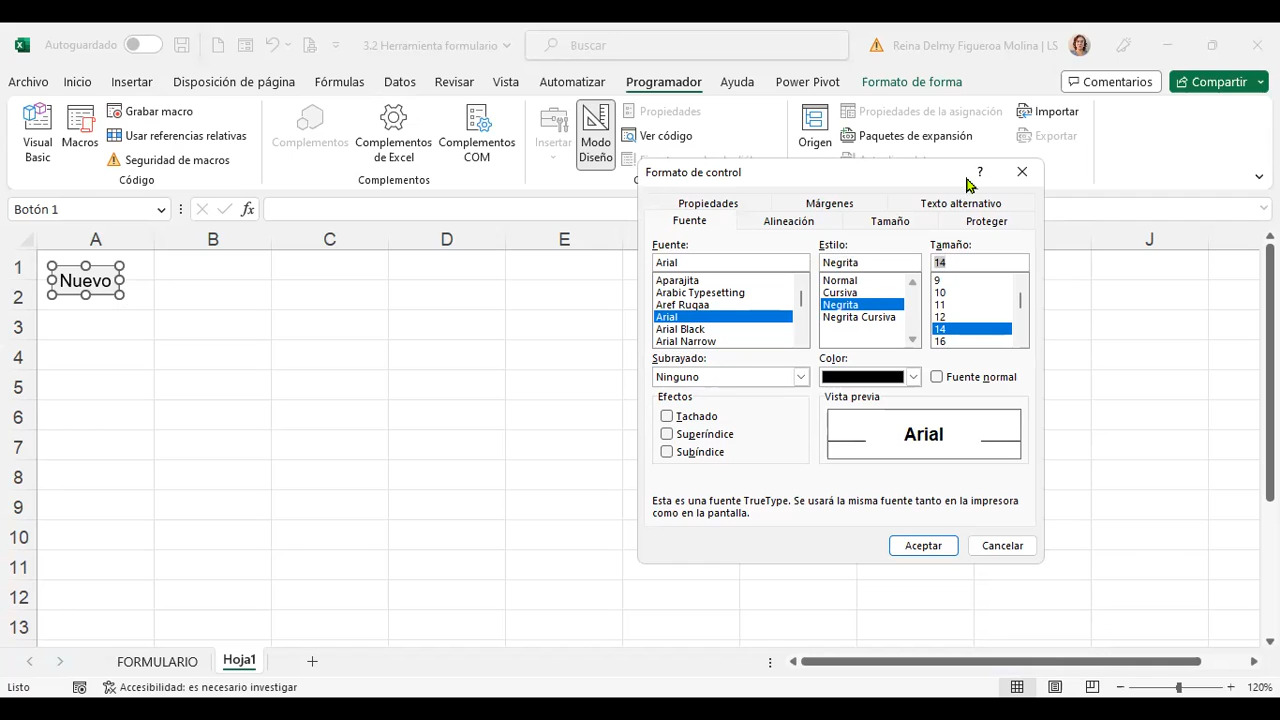 Autoguardado
3.2 Herramienta formulario
Buscar
Reina Delmy Figueroa Molina | LS
Archivo
Inicio
Insertar
Disposición de página
Fórmulas
Datos
Revisar
Vista
Automatizar
Programador
Ayuda
Power Pivot
Formato de forma
Comentarios
Compartir
Visual
Basic
Macros
Grabar macro
Usar referencias relativas
Seguridad de macros
Código
Complementos
Complementos
de Excel
Complementos
COM
Complementos
Insertar
Modo
Diseño
Propiedades
Ver código
Origen
Propiedades de la asignación
Paquetes de expansión
Importar
Exportar
Botón 1
fx
A B C D E J
1
2
3
4
5
6
7
8
9
10
11
12
13
Nuevo
Formato de control
?
Propiedades
Márgenes
Texto alternativo
Fuente
Alineación
Tamaño
Proteger
Fuente:
Arial
Aparajita
Arabic Typesetting
Aref Ruqaa
Arial
Arial Black
Arial Narrow
Estilo:
Negrita
Normal
Cursiva
Negrita
Negrita Cursiva
Tamaño:
14
9
10
11
12
14
16
Subrayado:
Ninguno
Color:
Fuente normal
Efectos
Tachado
Superíndice
Subíndice
Vista previa
Arial
Esta es una fuente TrueType. Se usará la misma fuente tanto en la impresora
como en la pantalla.
Aceptar
Cancelar
FORMULARIO
Hoja1
Listo
Accesibilidad: es necesario investigar
120%